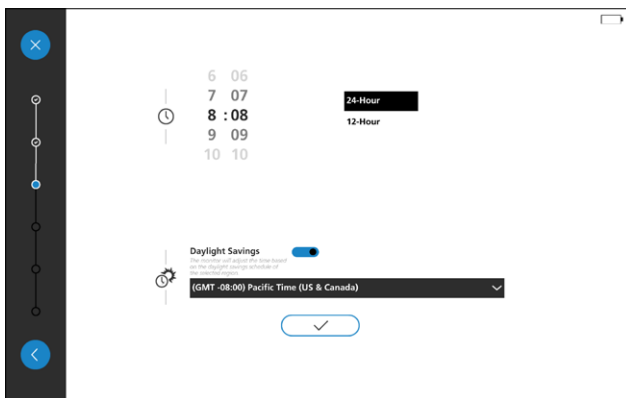 6 06
7 07
8 : 08
9 09
10 10
24-Hour
12-Hour
Daylight Savings
The monitor will adjust the time based
on the daylight savings schedule of
the selected region.
(GMT -08:00) Pacific Time (US & Canada)